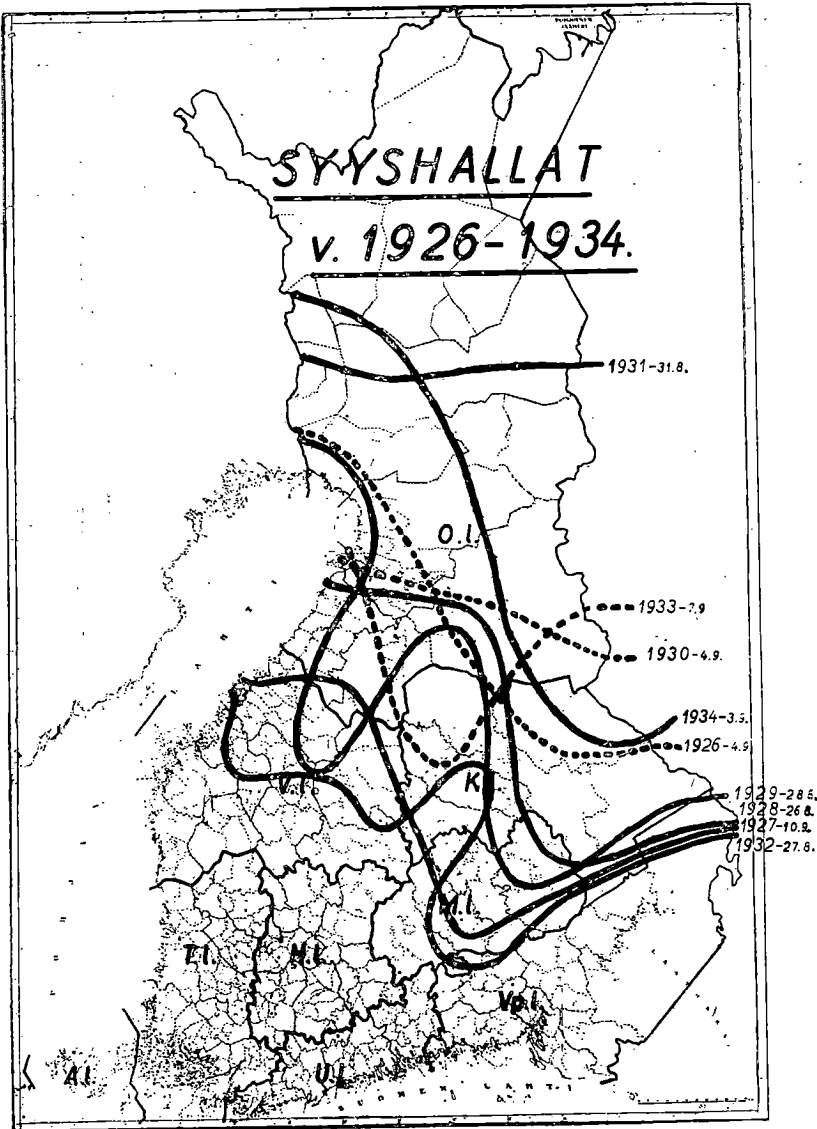 SYYSHALLAT
v. 1926-1934.
1931-31.8.
O.l.
1933-7.9
1930-4.9.
1934-3.9.
1926-4.9
V.l.
K
1929-28.8.
1928-26.8.
1927-10.9.
1932-27.8.
M.l.
T.l.
H.l.
Vp.l.
A.l.
U.l.
SUOMEN LAHTI